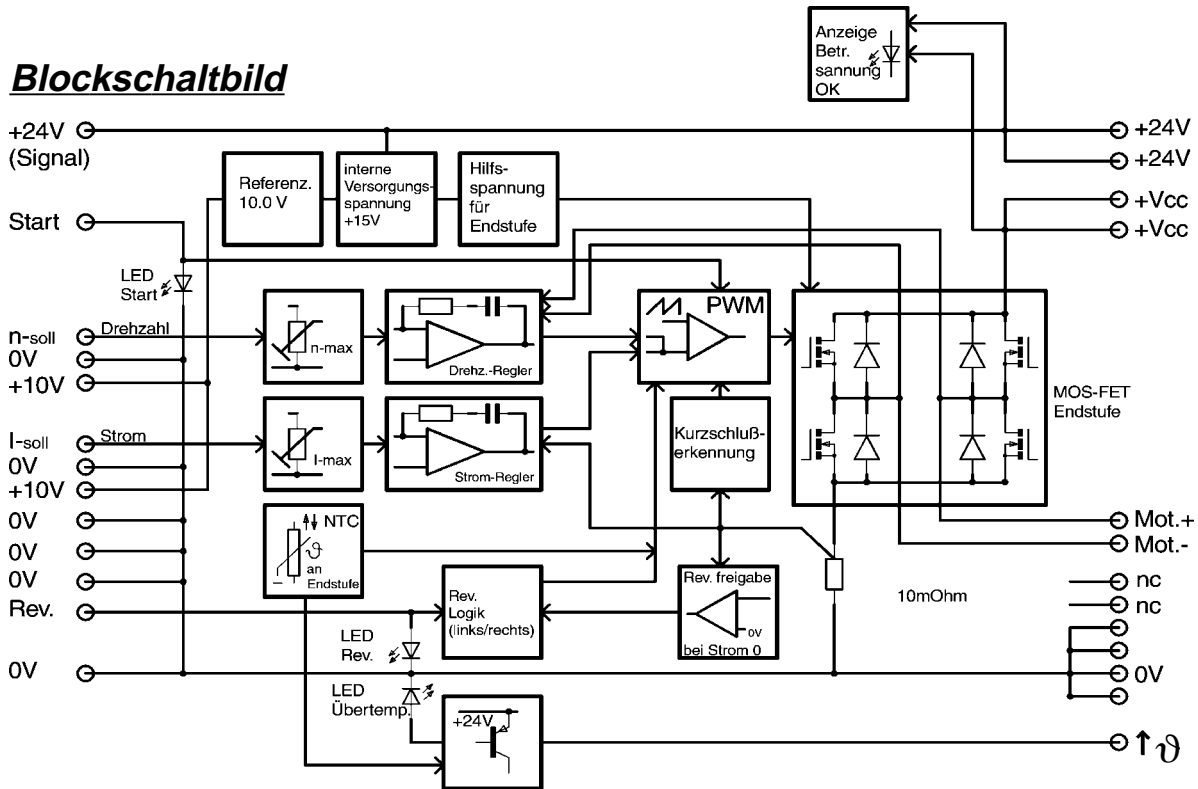 Blockschaltbild
Anzeige
Betr.
sannung
OK
+24V
(Signal)
+24V
+24V
Referenz.
10.0 V
interne
Versorgungs-
spannung
+15V
Hilfs-
spannung
für
Endstufe
+Vcc
+Vcc
Start
LED
Start
n-soll
Drehzahl
n-max
Drehz.-Regler
PWM
MOS-FET
Endstufe
0V
+10V
I-soll
Strom
I-max
Strom-Regler
Kurzschluß-
erkennung
0V
+10V
0V
0V
0V
NTC
ϑ
an
Endstufe
Mot.+
Mot.-
nc
nc
10mOhm
Rev.
Rev.
Logik
(links/rechts)
Rev. freigabe
0V
bei Strom 0
LED
Rev.
0V
0V
LED
Übertemp.
+24V
↑ϑ